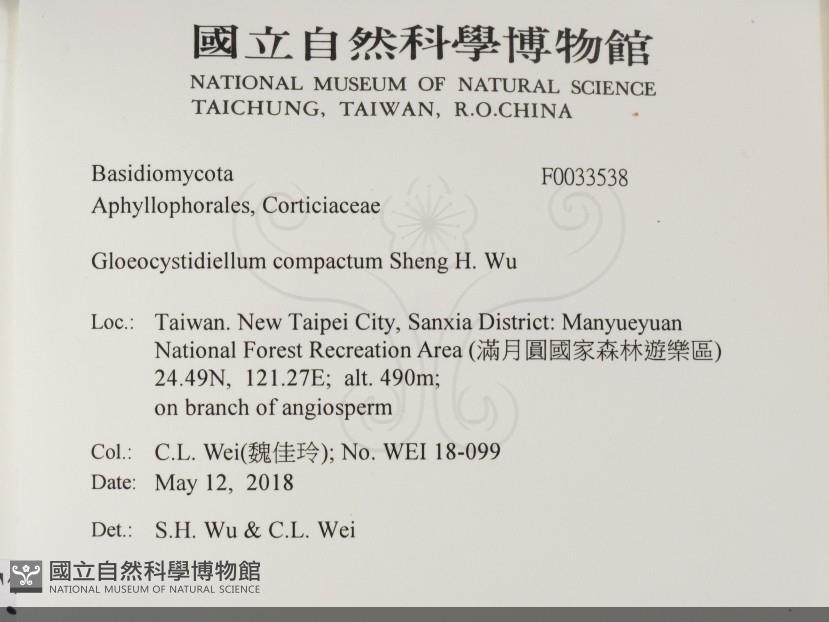 國立自然科學博物館
NATIONAL MUSEUM OF NATURAL SCIENCE
TAICHUNG, TAIWAN, R.O.CHINA
Basidiomycota F0033538
Aphyllophorales, Corticiaceae
Gloeocystidiellum compactum Sheng H. Wu
Loc.: Taiwan. New Taipei City, Sanxia District: Manyueyuan
National Forest Recreation Area (滿月圓國家森林遊樂區)
24.49N, 121.27E; alt. 490m;
on branch of angiosperm
Col.: C.L. Wei(魏佳玲); No. WEI 18-099
Date: May 12, 2018
Det.: S.H. Wu & C.L. Wei
國立自然科學博物館
NATIONAL MUSEUM OF NATURAL SCIENCE